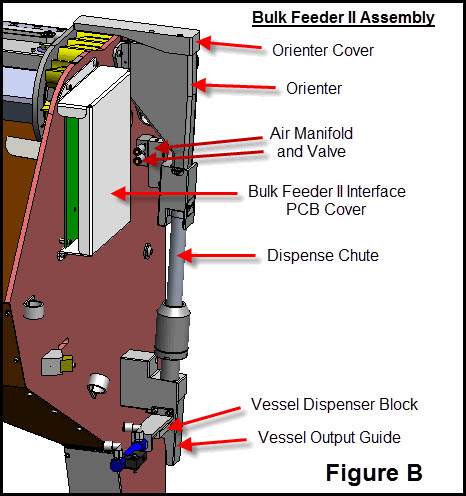 Bulk Feeder II Assembly
Orienter Cover
Orienter
Air Manifold
and Valve
Bulk Feeder II Interface
PCB Cover
Dispense Chute
Vessel Dispenser Block
Vessel Output Guide
Figure B